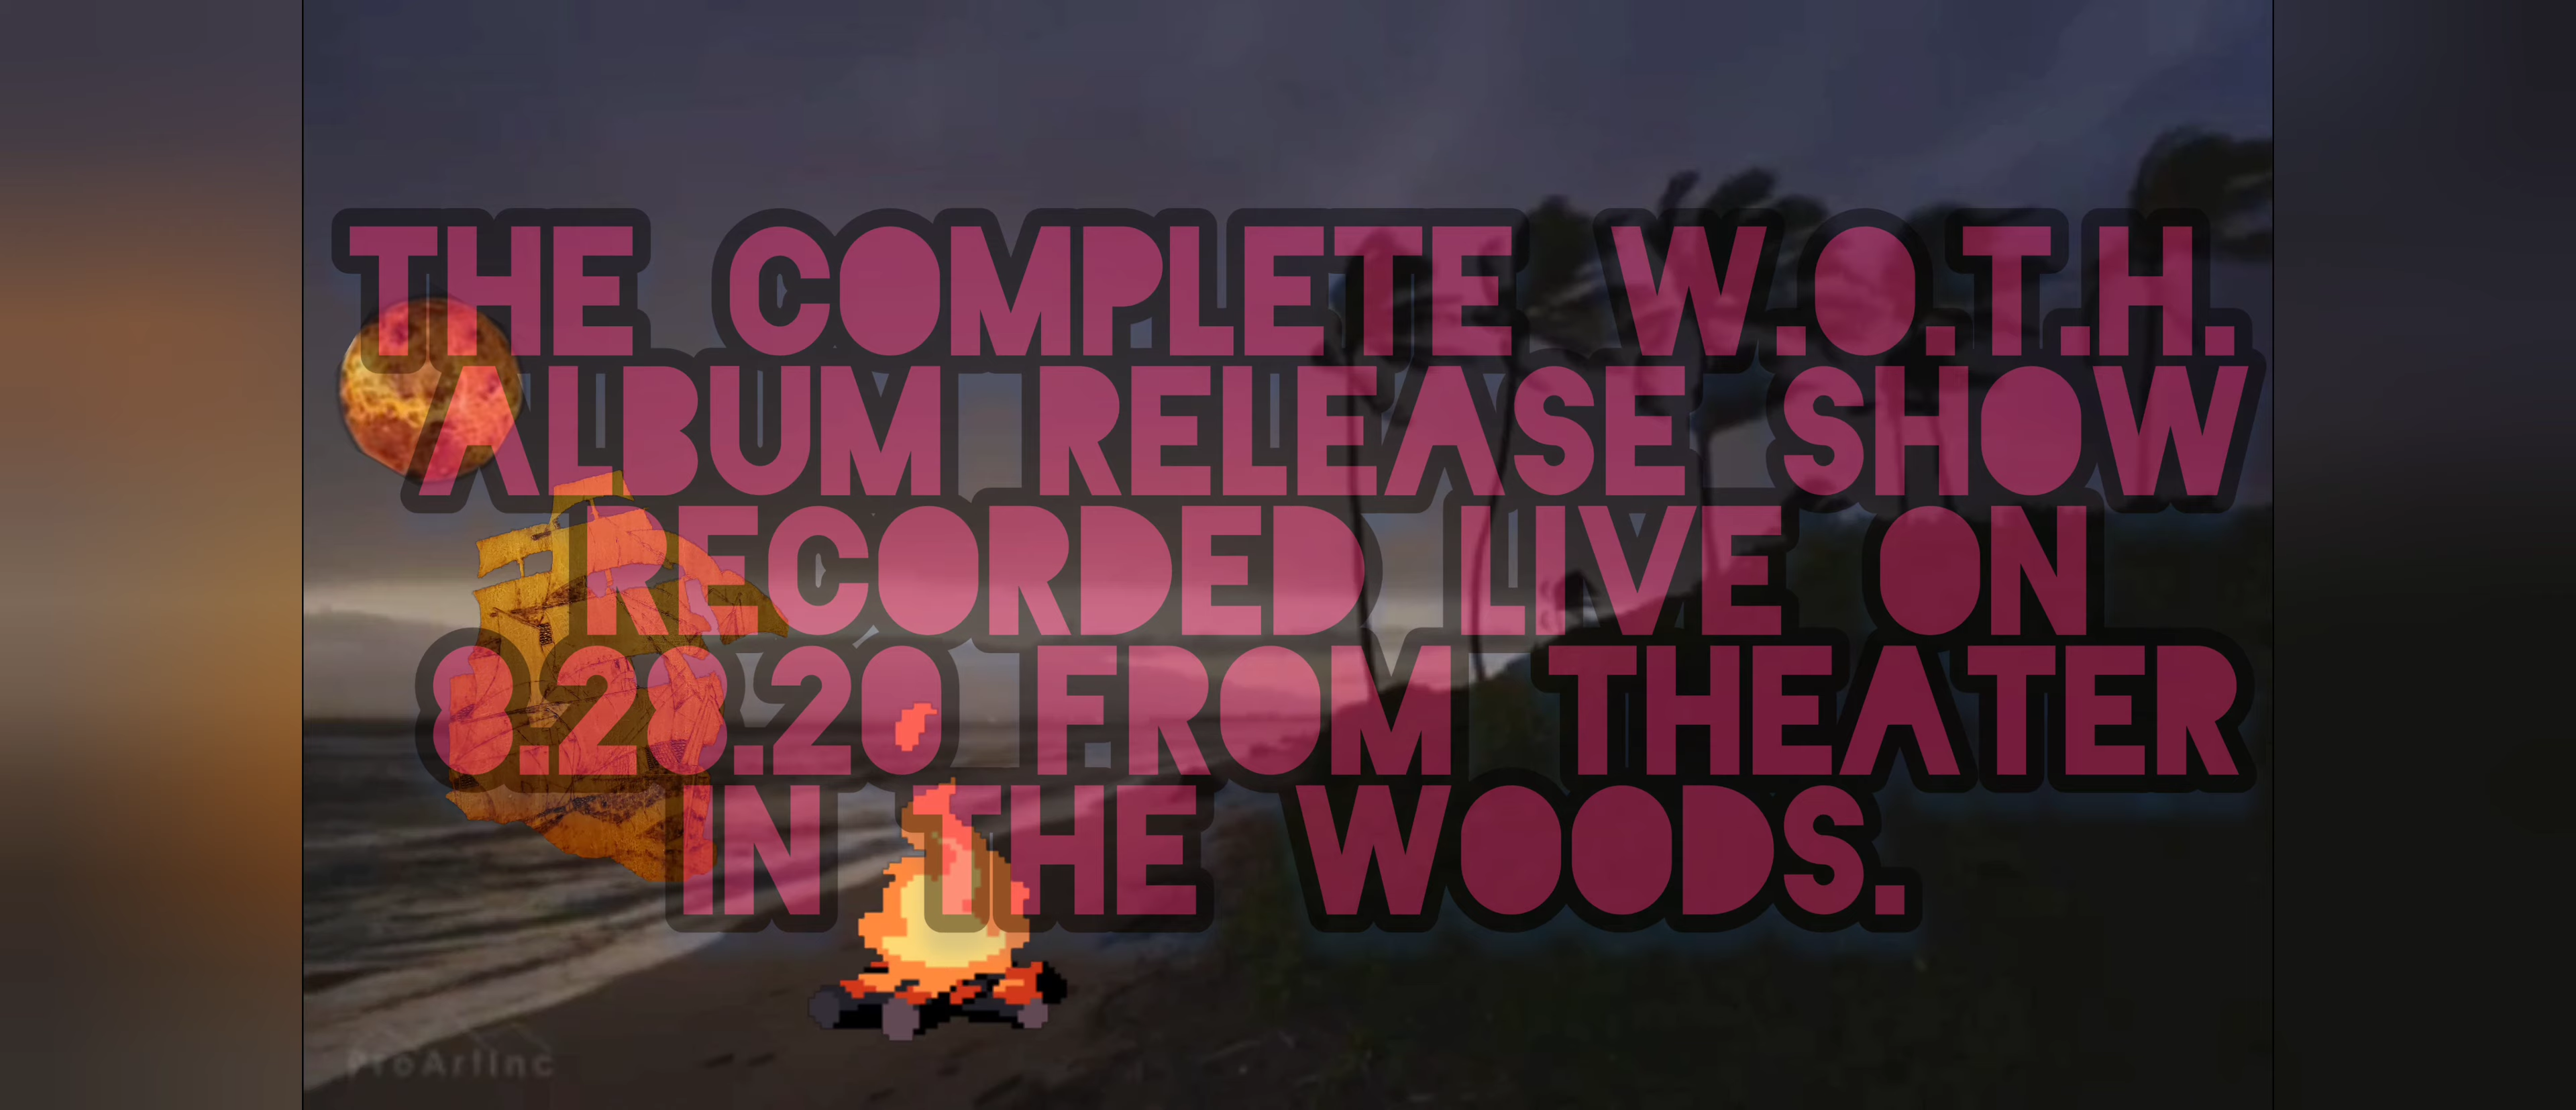 THE COMPLETE W.O.T.H.
ALBUM RELEASE SHOW
RECORDED LIVE ON
8.28.20 FROM THEATER
IN THE WOODS.
ProArtInc